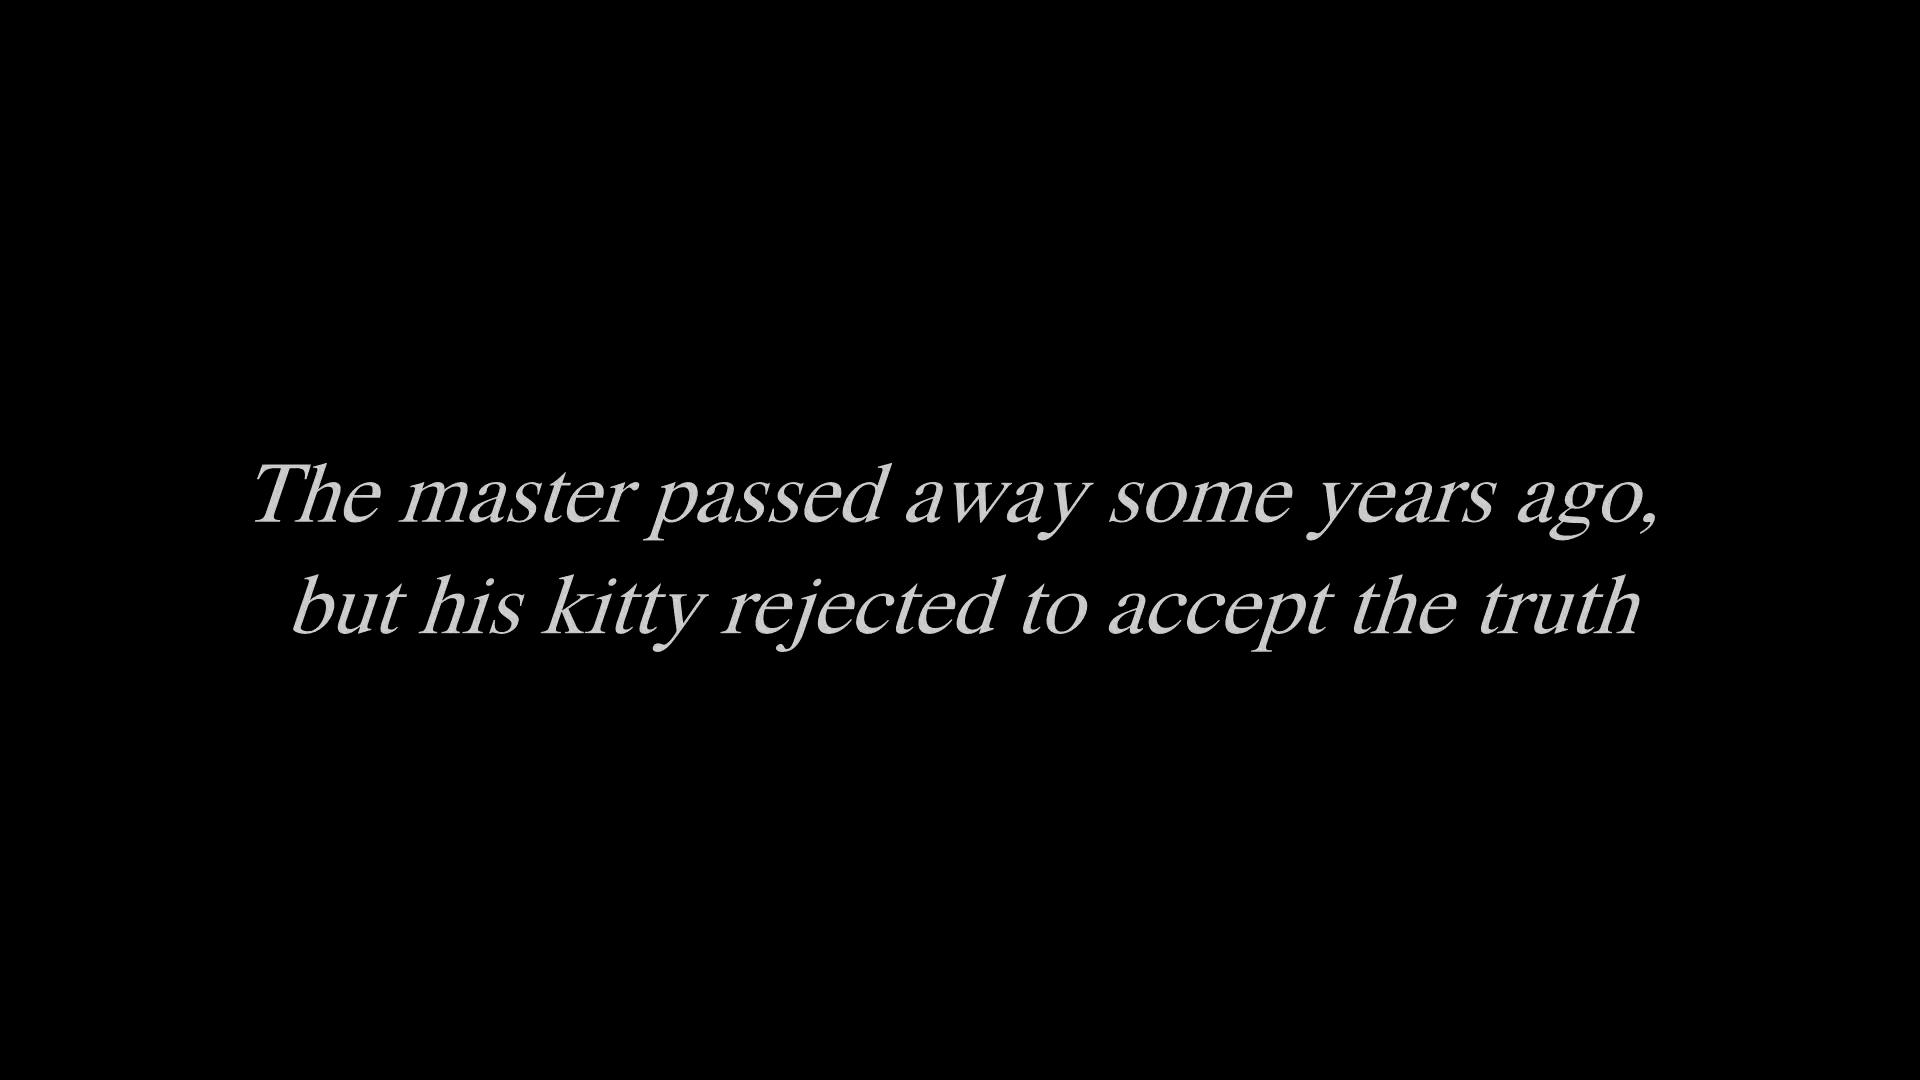 The master passed away some years ago,
but his kitty rejected to accept the truth